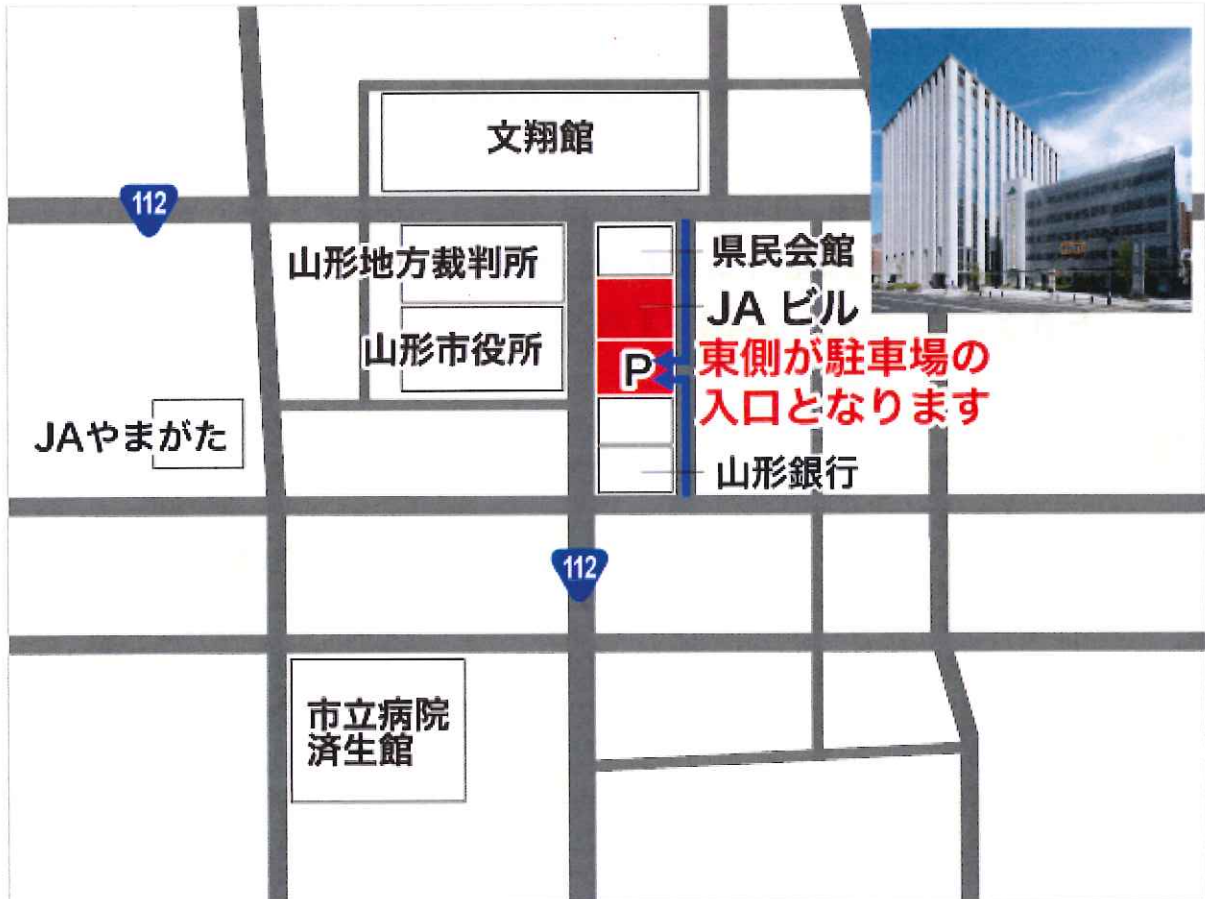 文翔館
112
山形地方裁判所
県民会館
JA ビル
山形市役所
P
東側が駐車場の
入口となります
JAやまがた
山形銀行
112
市立病院
済生館